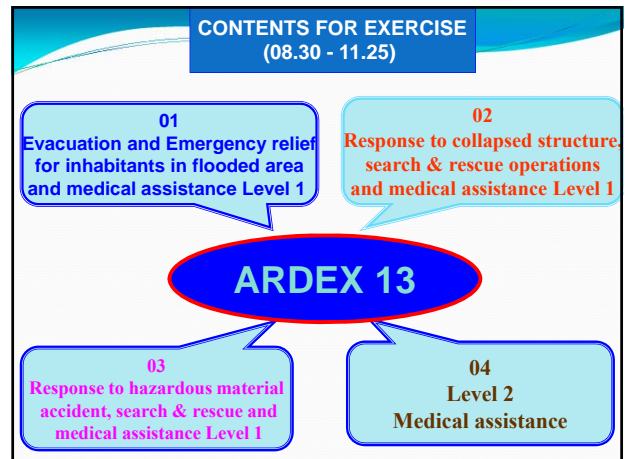 CONTENTS FOR EXERCISE
(08.30 - 11.25)
01
Evacuation and Emergency relief
for inhabitants in flooded area
and medical assistance Level 1
02
Response to collapsed structure,
search & rescue operations
and medical assistance Level 1
ARDEX 13
03
Response to hazardous material
accident, search & rescue and
medical assistance Level 1
04
Level 2
Medical assistance